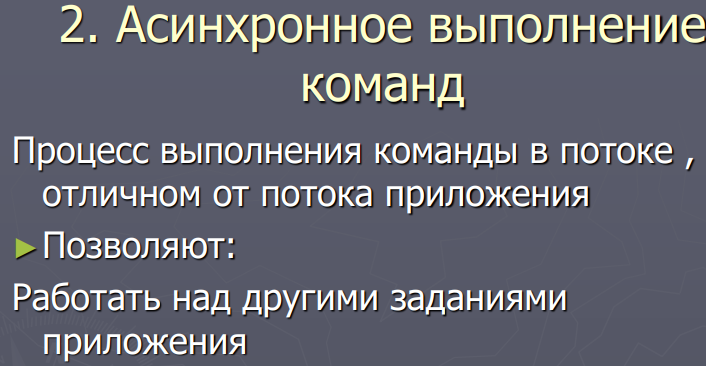 2. Асинхронное выполнение
команд
Процесс выполнения команды в потоке ,
отличном от потока приложения
►Позволяют:
Работать над другими заданиями
приложения